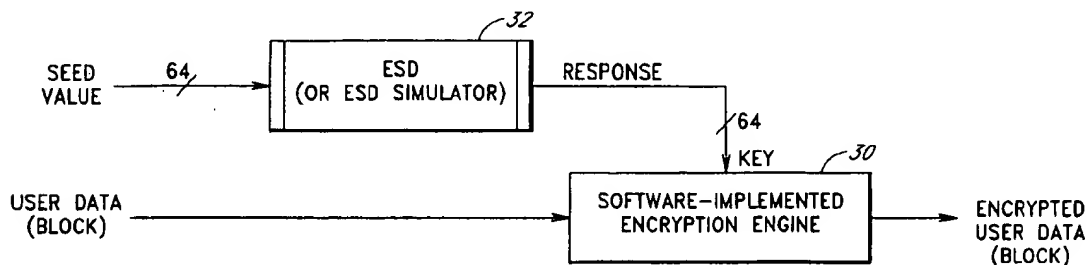 32
SEED
VALUE
64
ESD
(OR ESD SIMULATOR)
RESPONSE
64
KEY
30
USER DATA
(BLOCK)
SOFTWARE-IMPLEMENTED
ENCRYPTION ENGINE
ENCRYPTED
USER DATA
(BLOCK)